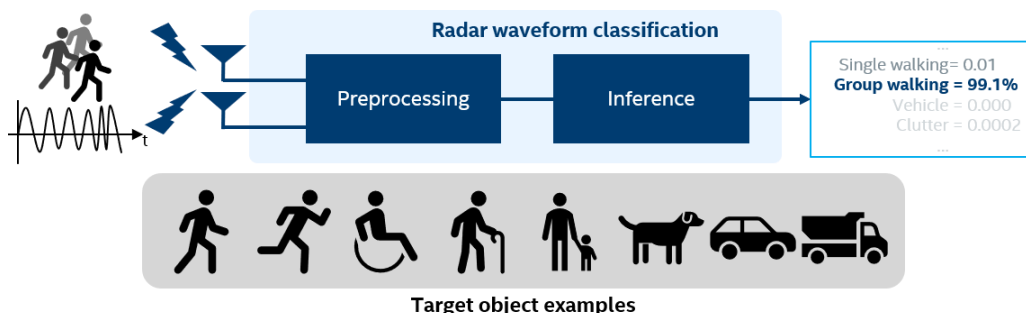 Radar waveform classification
Preprocessing
Inference
t
...
Single walking= 0.01
Group walking = 99.1%
Vehicle = 0.000
Clutter = 0.0002
...
Target object examples